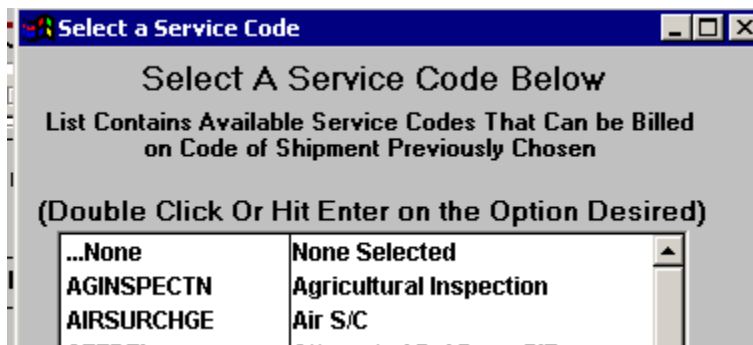 Select a Service Code
Select A Service Code Below
List Contains Available Service Codes That Can be Billed
on Code of Shipment Previously Chosen
(Double Click Or Hit Enter on the Option Desired)
...None None Selected
AGINSPECTN Agricultural Inspection
AIRSURCHGE Air S/C